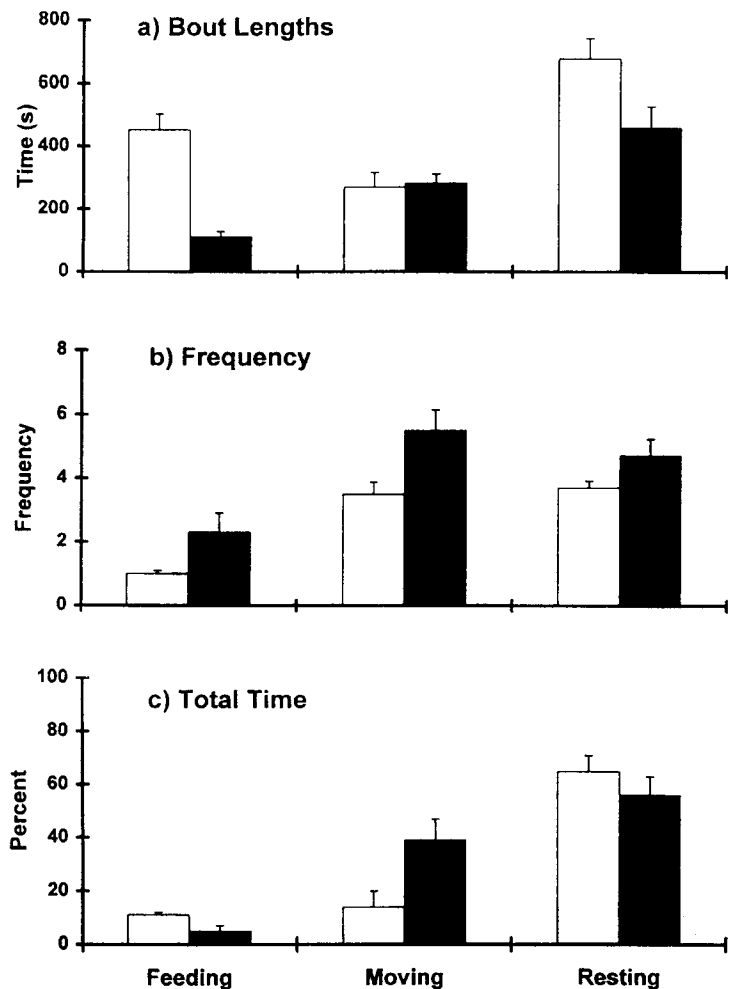 a) Bout Lengths
800
600
400
200
0
Time (s)
b) Frequency
8
6
4
2
0
Frequency
c) Total Time
100
80
60
40
20
0
Percent
Feeding Moving Resting